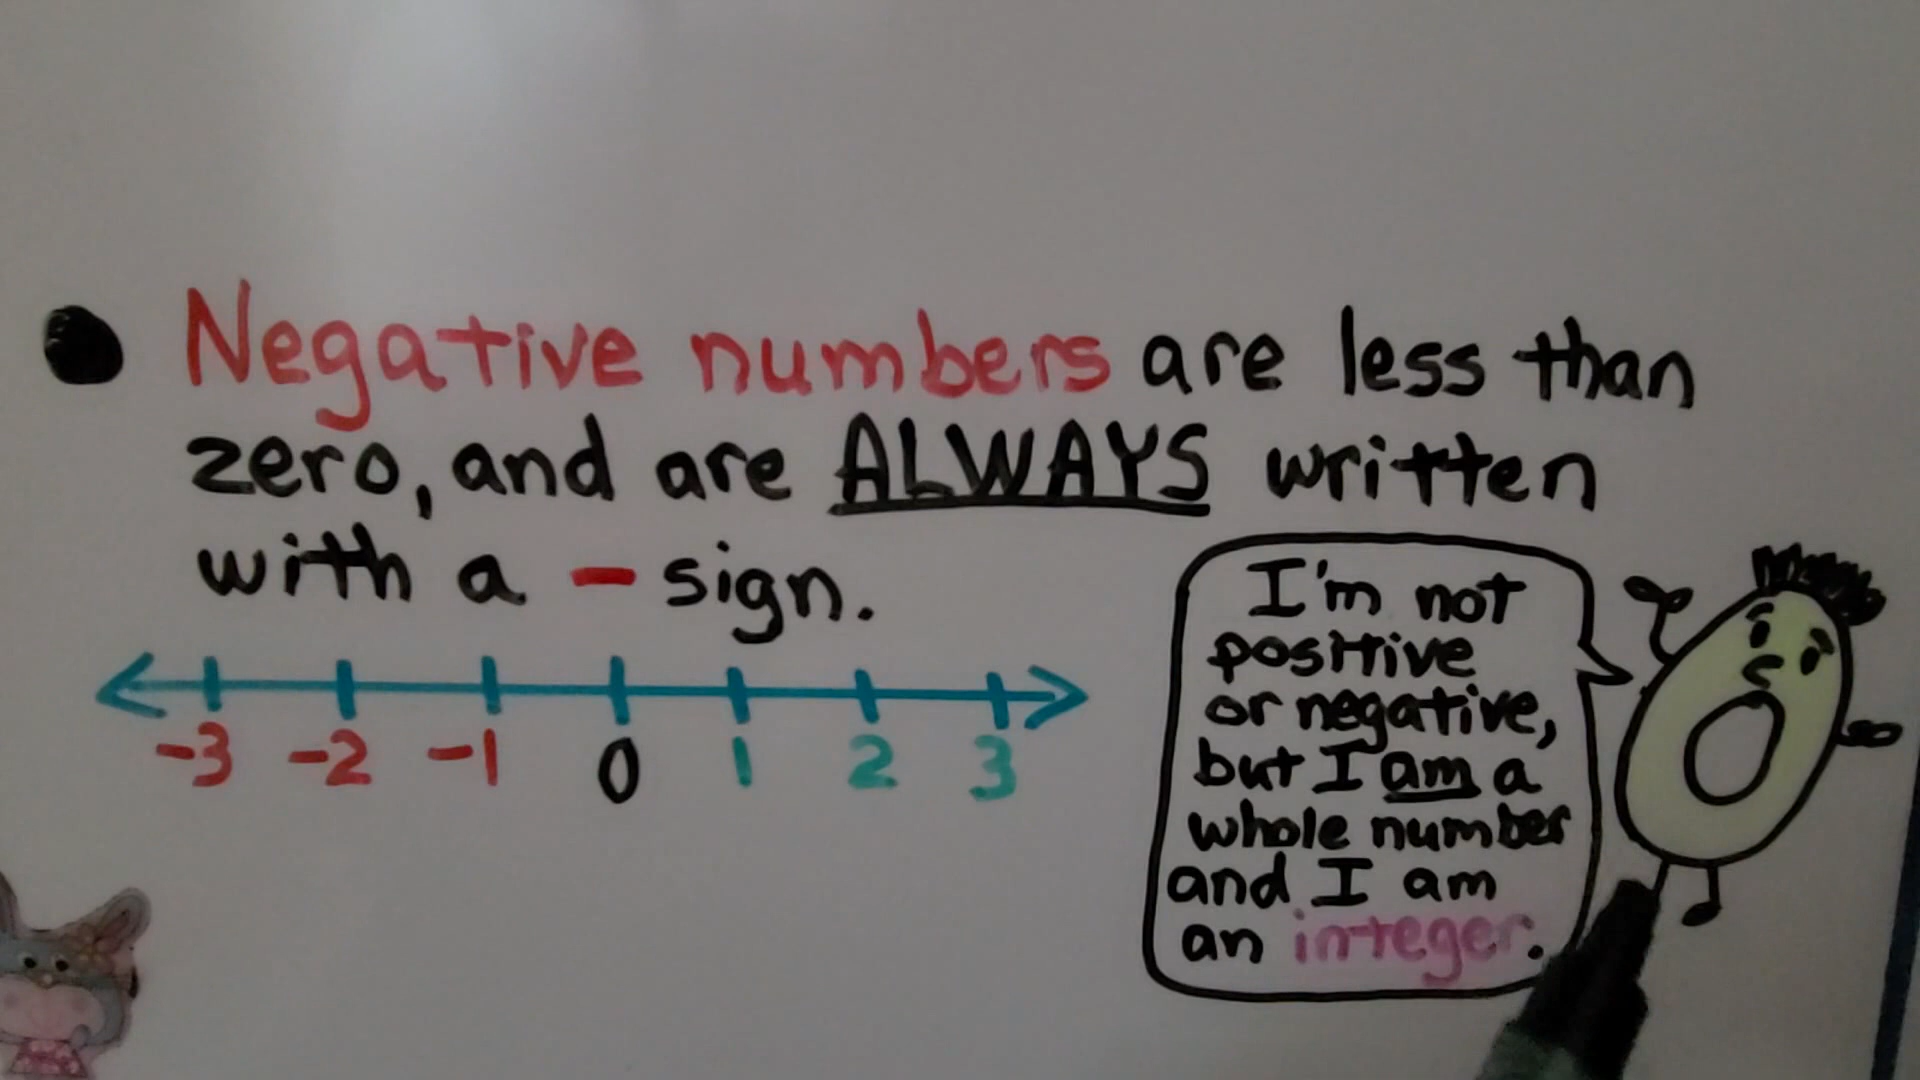 Negative numbers are less than
zero, and are ALWAYS written
with a - sign.
-3 -2 -1 0 1 2 3
I'm not
positive
or negative,
but I am a
whole number
and I am
an integer.